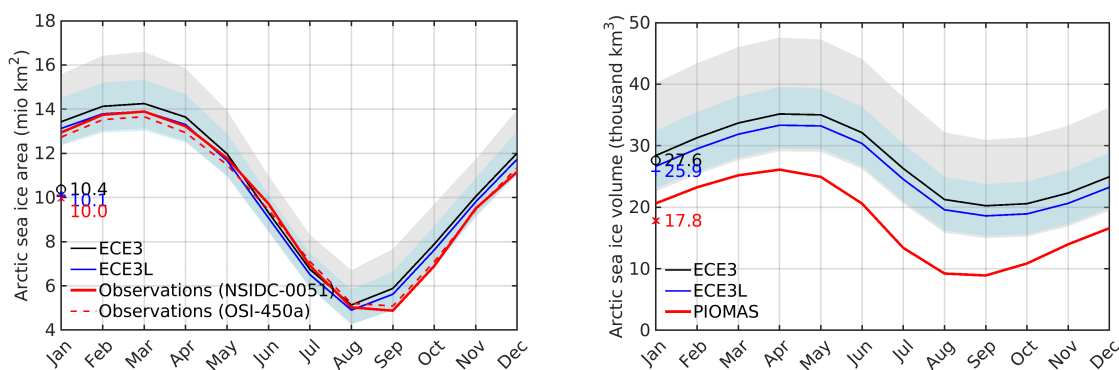 Arctic sea ice area (mio km²)
18
16
14
12
10
8
6
4
10.4
10.1
10.0
ECE3
ECE3L
Observations (NSIDC-0051)
Observations (OSI-450a)
Jan Feb Mar Apr May Jun Jul Aug Sep Oct Nov Dec
Arctic sea ice volume (thousand km³)
50
40
30
20
10
0
27.6
25.9
17.8
ECE3
ECE3L
PIOMAS
Jan Feb Mar Apr May Jun Jul Aug Sep Oct Nov Dec